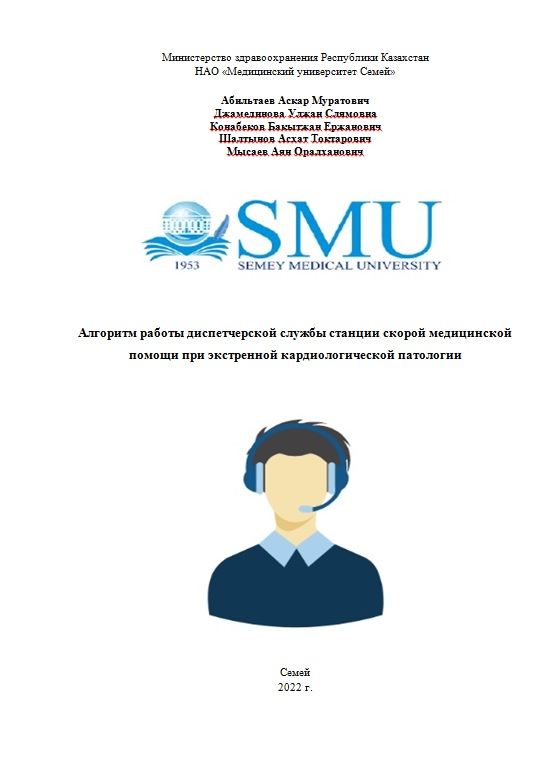 Министерство здравоохранения Республики Казахстан
НАО «Медицинский университет Семей»
Абильтаев Аскар Муратович
Джамединова Улжан Слямовна
Конабеков Бакытжан Ержанович
Шалтынов Асхат Токтарович
Мысаев Аян Оралханович
SMU
1953 SEMEY MEDICAL UNIVERSITY
Алгоритм работы диспетчерской службы станции скорой медицинской
помощи при экстренной кардиологической патологии
Семей
2022 г.